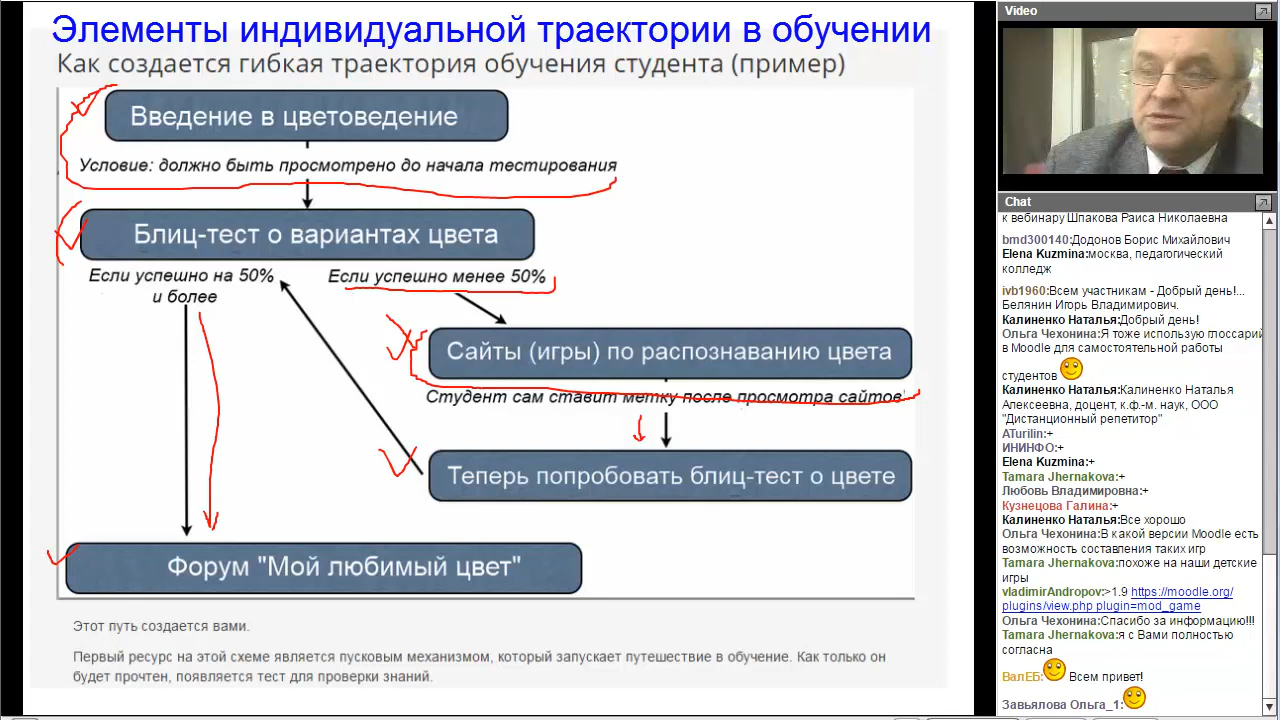 Элементы индивидуальной траектории в обучении
Как создается гибкая траектория обучения студента (пример)
Введение в цветоведение
Условие: должно быть просмотрено до начала тестирования
Блиц-тест о вариантах цвета
Если успешно на 50%
и более
Если успешно менее 50%
Сайты (игры) по распознаванию цвета
Студент сам ставит метку после просмотра сайтов
Теперь попробовать блиц-тест о цвете
Форум "Мой любимый цвет"
Этот путь создается вами.
Первый ресурс на этой схеме является пусковым механизмом, который запускает путешествие в обучение. Как только он
будет прочтен, появляется тест для проверки знаний.
Video
Chat
к вебинару Шпакова Раиса Николаевна
bmd300140:Додонов Борис Михайлович
Elena Kuzmina:москва, педагогический
колледж
ivb1960:Всем участникам - Добрый день!...
Белянин Игорь Владимирович.
Калиненко Наталья:Добрый день!
Ольга Чехонина:Я тоже использую глоссарий
в Moodle для самостоятельной работы
студентов
Калиненко Наталья:Калиненко Наталья
Алексеевна, доцент, к.ф.-м. наук, ООО
"Дистанционный репетитор"
ATurilin:+
ИНИНФО:+
Elena Kuzmina:+
Tamara Jhernakova:+
Любовь Владимировна:+
Кузнецова Галина:+
Калиненко Наталья:Все хорошо
Ольга Чехонина:В какой версии Moodle есть
возможность составления таких игр
Tamara Jhernakova:похоже на наши детские
игры
vladimirAndropov:>1.9 https://moodle.org/
plugins/view.php plugin=mod_game
Ольга Чехонина:Спасибо за информацию!!!
Tamara Jhernakova:я с Вами полностью
согласна
ВалЕБ: Всем привет!
Завьялова Ольга_1: